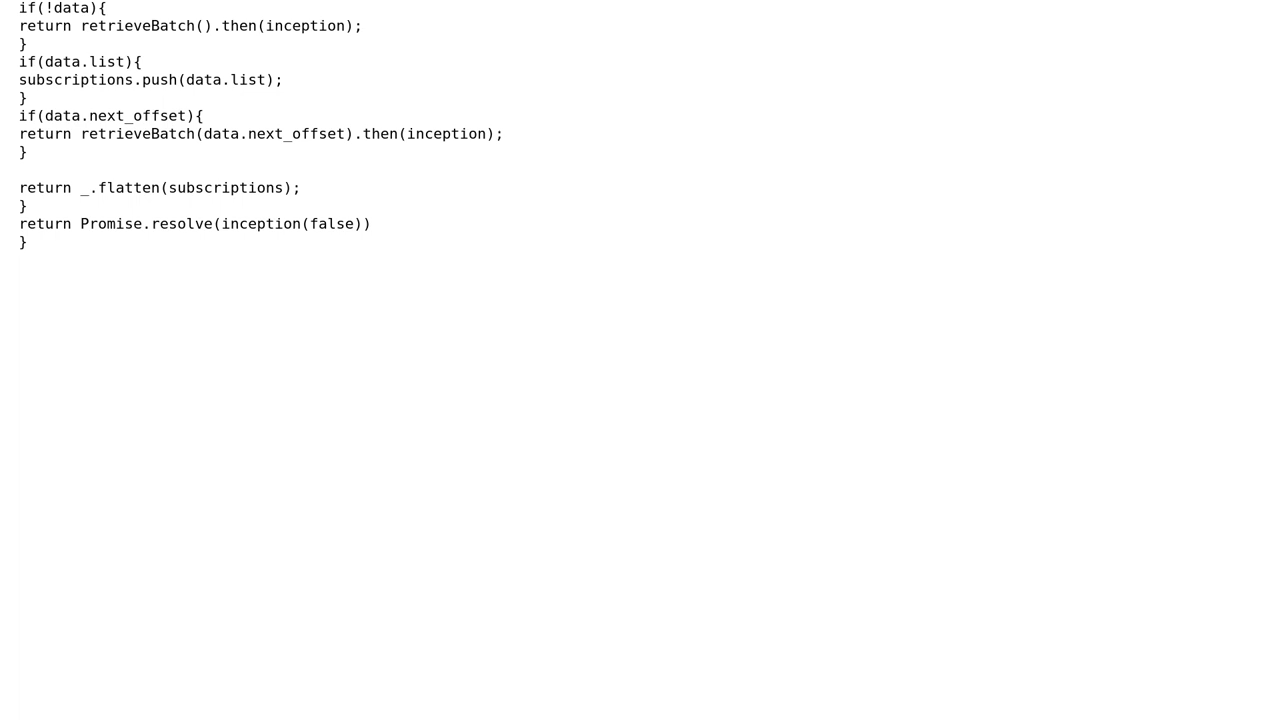 if(!data){
return retrieveBatch().then(inception);
}
if(data.list){
subscriptions.push(data.list);
}
if(data.next_offset){
return retrieveBatch(data.next_offset).then(inception);
}

return _.flatten(subscriptions);
}
return Promise.resolve(inception(false))
}